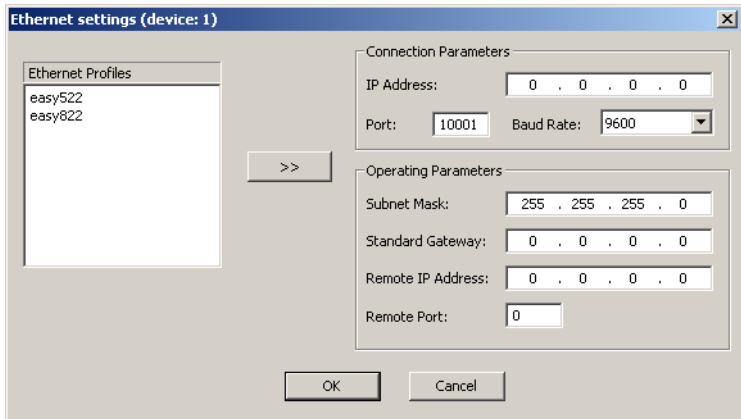 Ethernet settings (device: 1)
Ethernet Profiles
easy522
easy822
>>
Connection Parameters
IP Address: 0 . 0 . 0 . 0
Port: 10001 Baud Rate: 9600
Operating Parameters
Subnet Mask: 255 . 255 . 255 . 0
Standard Gateway: 0 . 0 . 0 . 0
Remote IP Address: 0 . 0 . 0 . 0
Remote Port: 0
OK Cancel